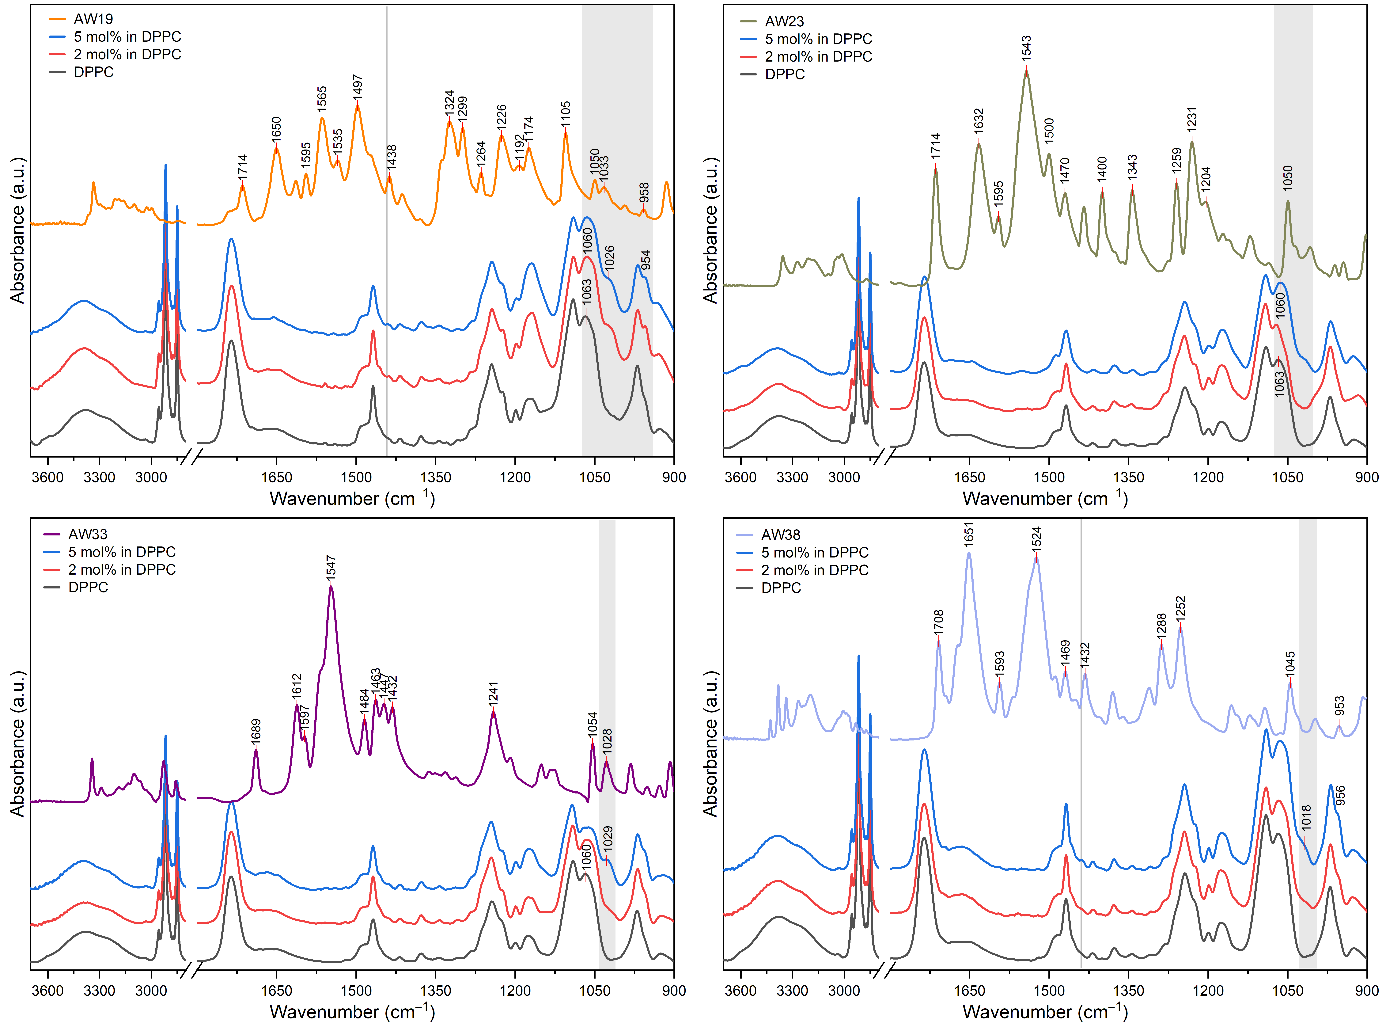 AW19
5 mol% in DPPC
2 mol% in DPPC
DPPC
1714
1650
1595
1565
1535
1497
1438
1324
1299
1264
1226
1192
1174
1105
1050
1033
958
1060
1026
954
1063
Absorbance (a.u.)
3600 3300 3000 1650 1500 1350 1200 1050 900
Wavenumber (cm⁻¹)
AW23
5 mol% in DPPC
2 mol% in DPPC
DPPC
1714
1632
1595
1543
1500
1470
1400
1343
1259
1231
1204
1050
1060
1063
Absorbance (a.u.)
3600 3300 3000 1650 1500 1350 1200 1050 900
Wavenumber (cm⁻¹)
AW33
5 mol% in DPPC
2 mol% in DPPC
DPPC
1689
1612
1597
1547
1484
1463
1432
1241
1054
1028
1029
1060
Absorbance (a.u.)
3600 3300 3000 1650 1500 1350 1200 1050 900
Wavenumber (cm⁻¹)
AW38
5 mol% in DPPC
2 mol% in DPPC
DPPC
1708
1651
1593
1524
1469
1432
1288
1252
1045
953
1018
956
Absorbance (a.u.)
3600 3300 3000 1650 1500 1350 1200 1050 900
Wavenumber (cm⁻¹)